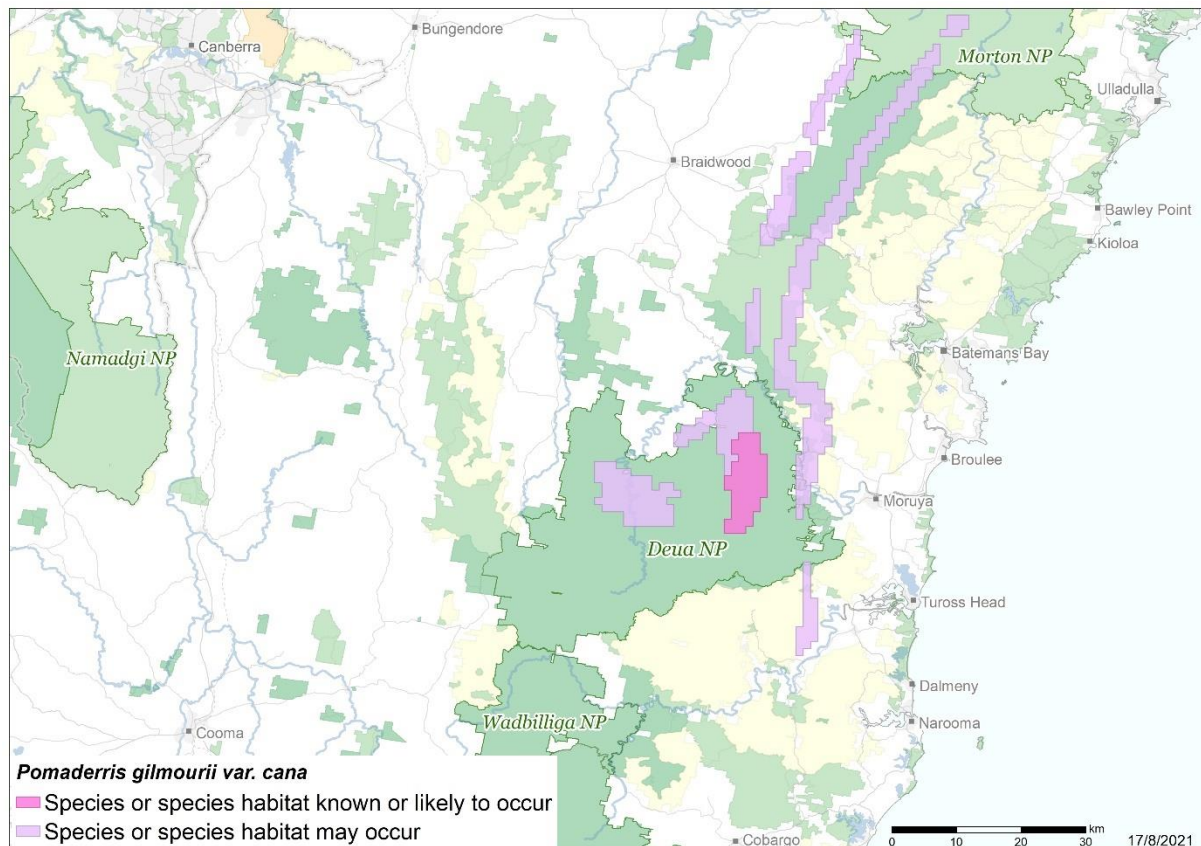 Canberra
Bungendore
Morton NP
Ulladulla
Braidwood
Bawley Point
Kioloa
Namadgi NP
Batemans Bay
Broulee
Moruya
Deua NP
Tuross Head
Dalmeny
Wadbilliga NP
Narooma
Cooma
Pomaderris gilmourii var. cana
Species or species habitat known or likely to occur
Species or species habitat may occur
Cobargo
km
0 10 20 30
17/8/2021